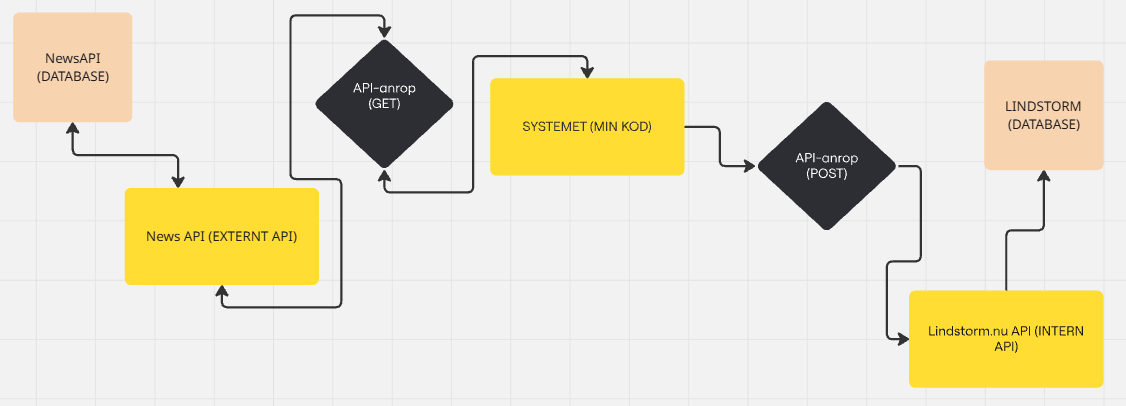 NewsAPI
(DATABASE)
API-anrop
(GET)
SYSTEMET (MIN KOD)
LINDSTORM
(DATABASE)
API-anrop
(POST)
News API (EXTERNT API)
Lindstorm.nu API (INTERN
API)